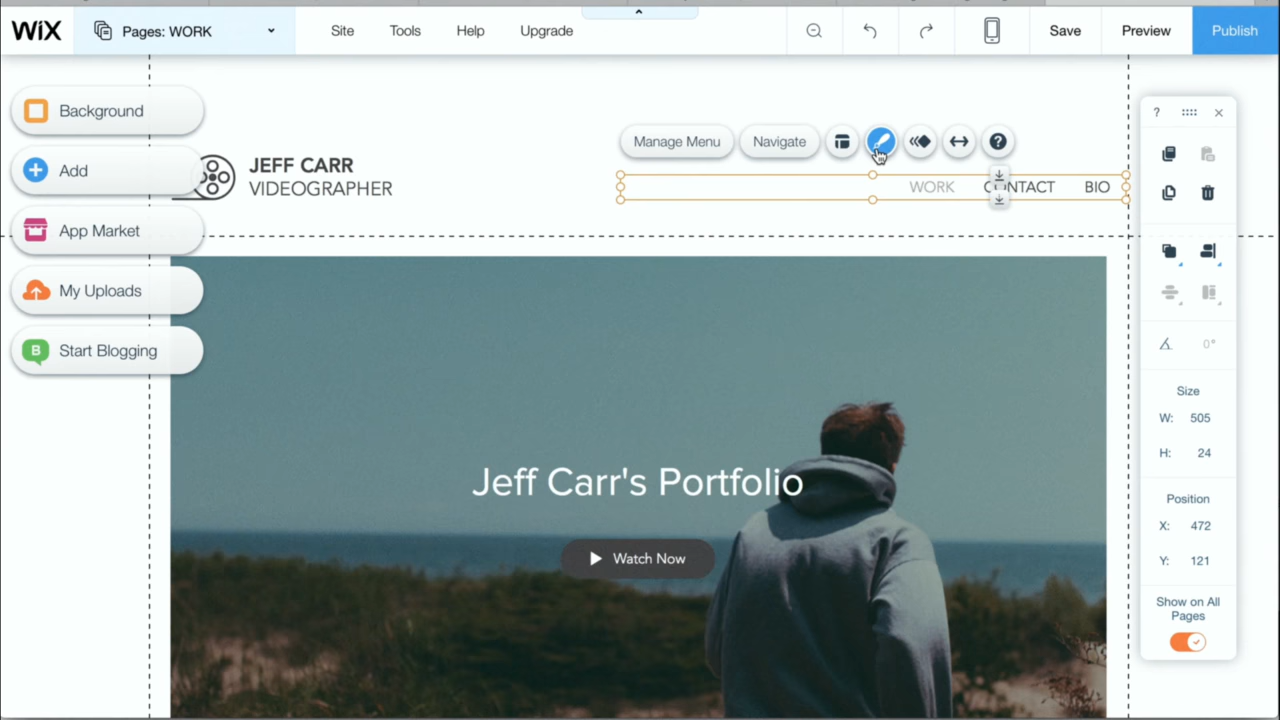 WiX
Pages: WORK
Site
Tools
Help
Upgrade
Save
Preview
Publish
Background
Add
App Market
My Uploads
B
Start Blogging
JEFF CARR
VIDEOGRAPHER
Manage Menu
Navigate
?
WORK
CONTACT
BIO
Jeff Carr's Portfolio
Watch Now
?
0°
Size
W: 505
H: 24
Position
X: 472
Y: 121
Show on All
Pages